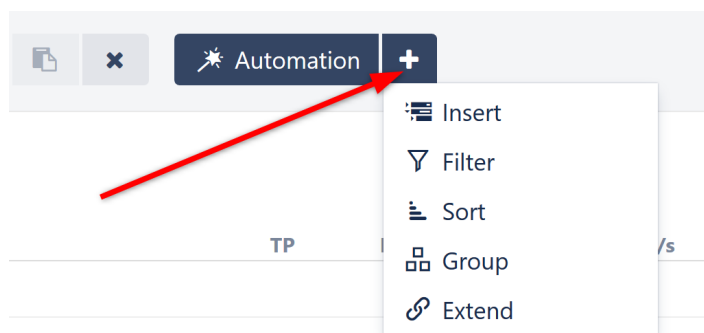 Automation
Insert
Filter
Sort
TP
/s
Group
Extend